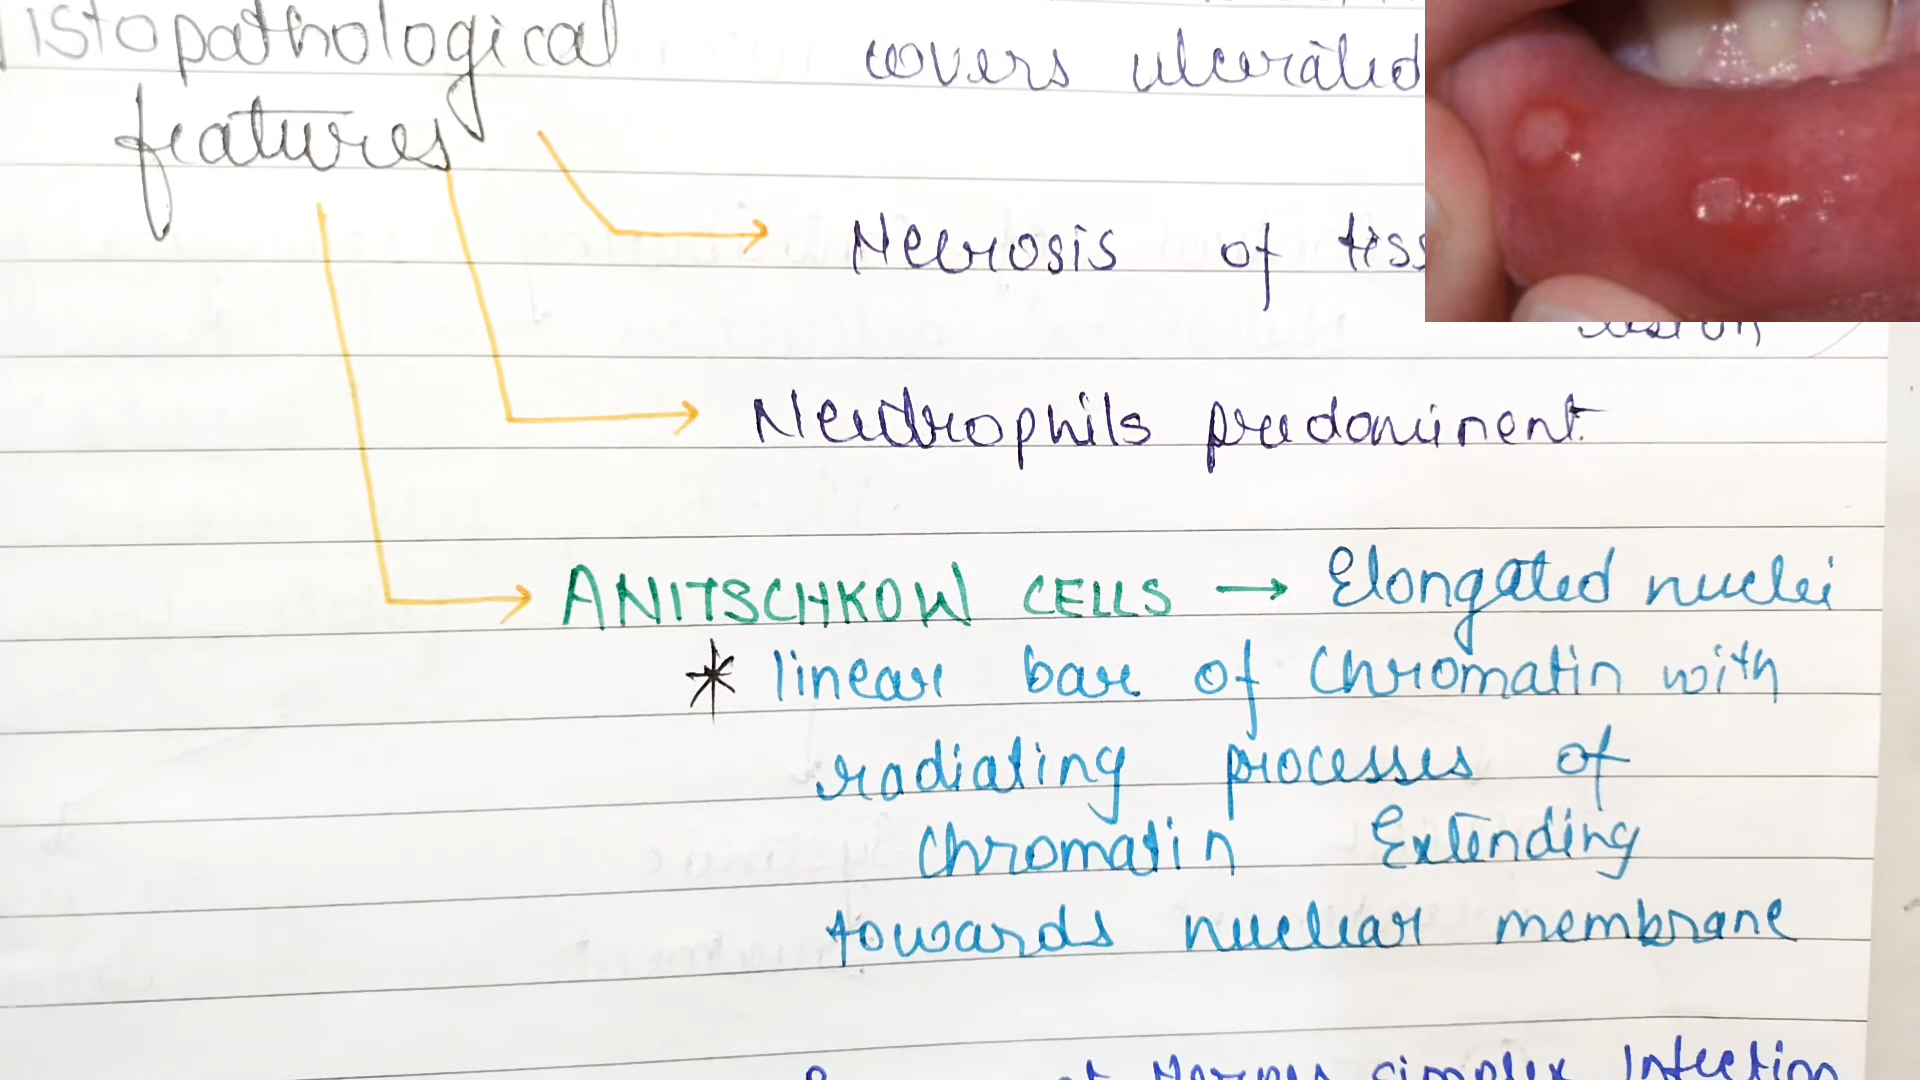 istopathological
features
covers ulcerated
Necrosis of tiss
lesion
Neutrophils predominent.
ANITSCHKOW CELLS → Elongated nuclei
* linear bar of chromatin with
radiating processes of
chromatin Extending
towards nuclear membrane
Herpes simplex Infection